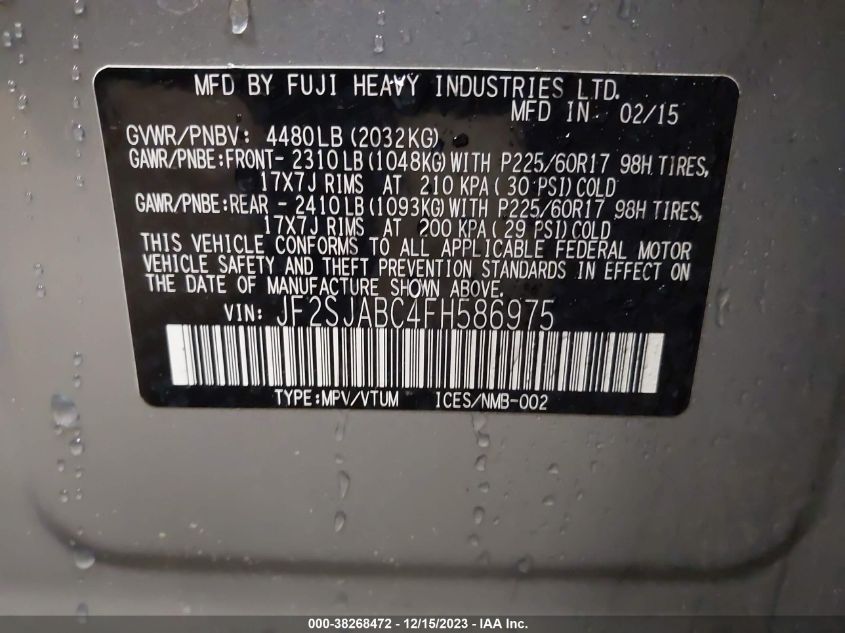 MFD BY FUJI HEAVY INDUSTRIES LTD.
MFD IN: 02/15
GVWR/PNBV: 4480LB(2032KG)
GAWR/PNBE:FRONT- 2310LB(1048KG)WITH P225/60R17 98H TIRES,
17X7J RIMS AT 210 KPA( 30 PSI)COLD
GAWR/PNBE:REAR - 2410LB(1093KG)WITH P225/60R17 98H TIRES,
17X7J RIMS AT 200 KPA( 29 PSI)COLD
THIS VEHICLE CONFORMS TO ALL APPLICABLE FEDERAL MOTOR
VEHICLE SAFETY AND THEFT PREVENTION STANDARDS IN EFFECT ON
THE DATE OF MANUFACTURE SHOWN ABOVE.
VIN: JF2SJABC4FH586975
TYPE:MPV/VTUM ICES/NMB-002
000-38268472 - 12/15/2023 - IAA Inc.